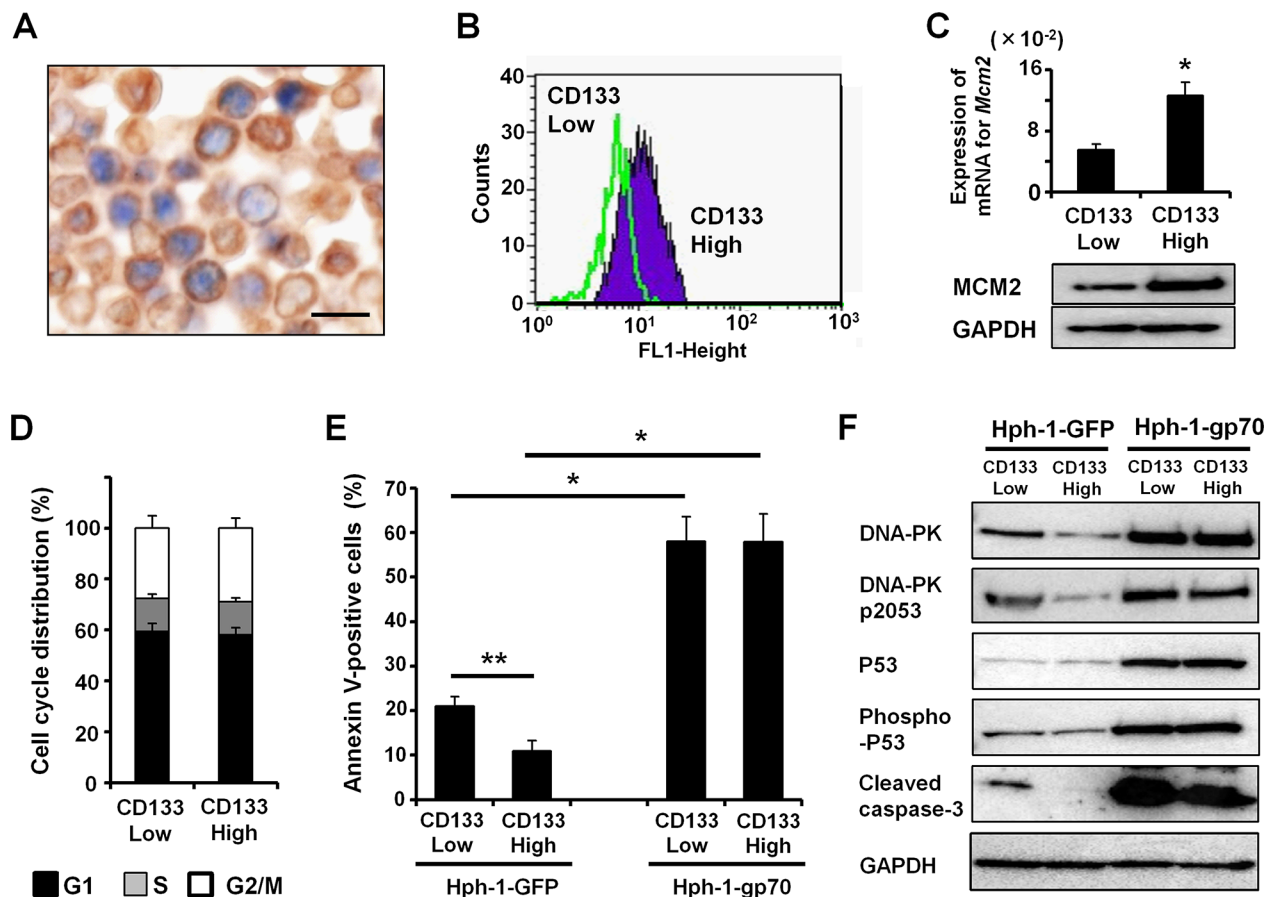 A
B
CD133
Low
CD133
High
Counts
40
30
20
10
0
10⁰ 10¹ 10² 10³
FL1-Height
C
(×10⁻²)
Expression of
mRNA for Mcm2
16
8
0
*
CD133
Low
CD133
High
MCM2
GAPDH
D
Cell cycle distribution (%)
100
80
60
40
20
0
CD133
Low
CD133
High
G1 S G2/M
E
Annexin V-positive cells (%)
70
60
50
40
30
20
10
0
*
*
**
CD133
Low
CD133
High
CD133
Low
CD133
High
Hph-1-GFP
Hph-1-gp70
F
Hph-1-GFP Hph-1-gp70
CD133
Low
CD133
High
CD133
Low
CD133
High
DNA-PK
DNA-PK
p2053
P53
Phospho
-P53
Cleaved
caspase-3
GAPDH